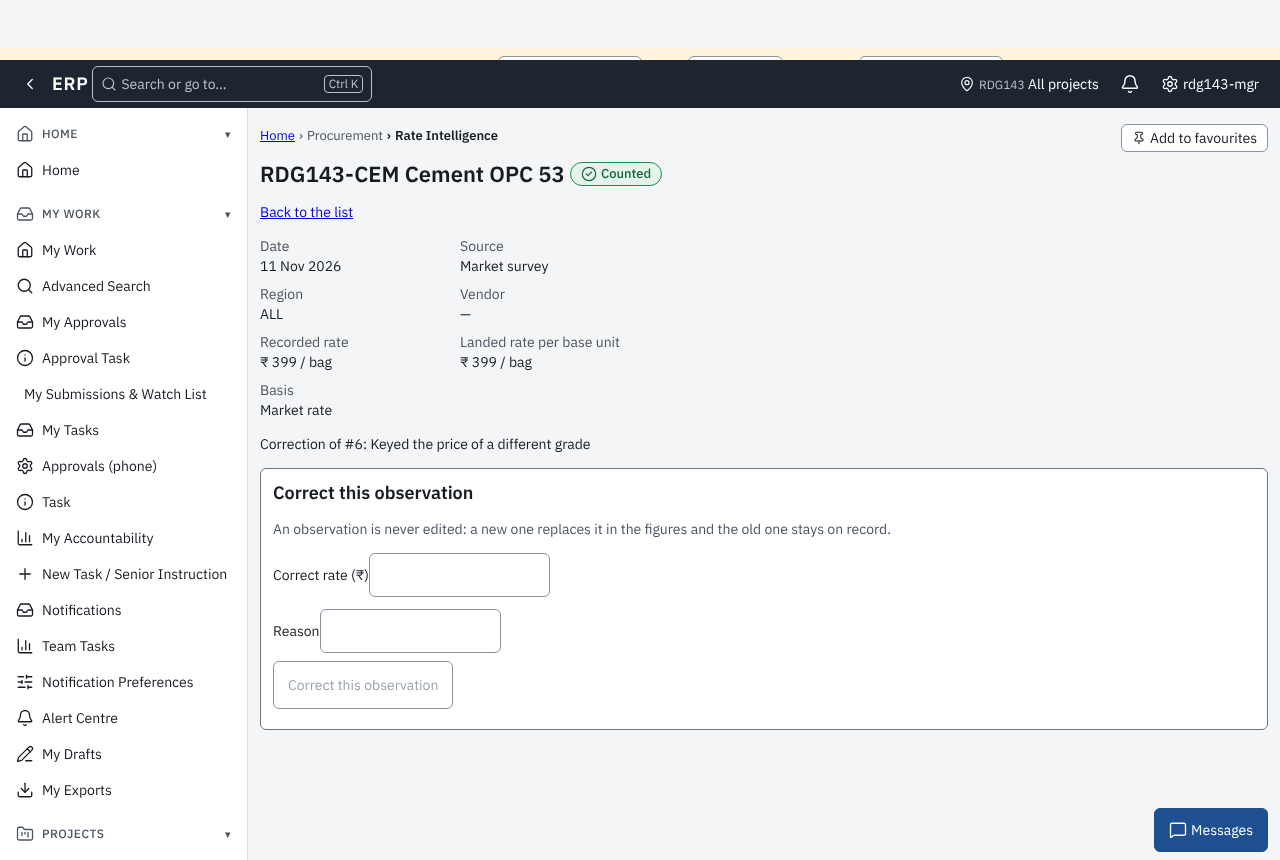 ERP
Search or go to...
Ctrl K
RDG143 All projects
rdg143-mgr
HOME
Home
MY WORK
My Work
Advanced Search
My Approvals
Approval Task
My Submissions & Watch List
My Tasks
Approvals (phone)
Task
My Accountability
New Task / Senior Instruction
Notifications
Team Tasks
Notification Preferences
Alert Centre
My Drafts
My Exports
PROJECTS
Home › Procurement › Rate Intelligence
Add to favourites
RDG143-CEM Cement OPC 53
Counted
Back to the list
Date
11 Nov 2026
Source
Market survey
Region
ALL
Vendor
—
Recorded rate
₹ 399 / bag
Landed rate per base unit
₹ 399 / bag
Basis
Market rate
Correction of #6: Keyed the price of a different grade
Correct this observation
An observation is never edited: a new one replaces it in the figures and the old one stays on record.
Correct rate (₹)
Reason
Correct this observation
Messages